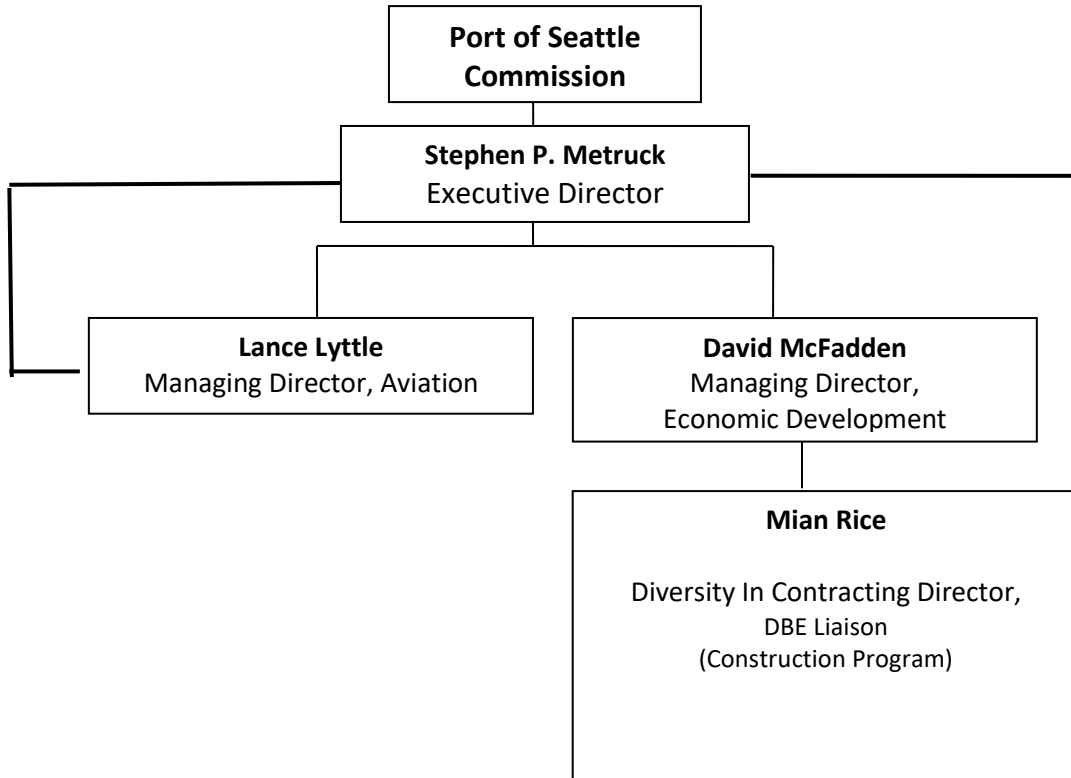 Port of Seattle
Commission
Stephen P. Metruck
Executive Director
Lance Lyttle
Managing Director, Aviation
David McFadden
Managing Director,
Economic Development
Mian Rice
Diversity In Contracting Director,
DBE Liaison
(Construction Program)